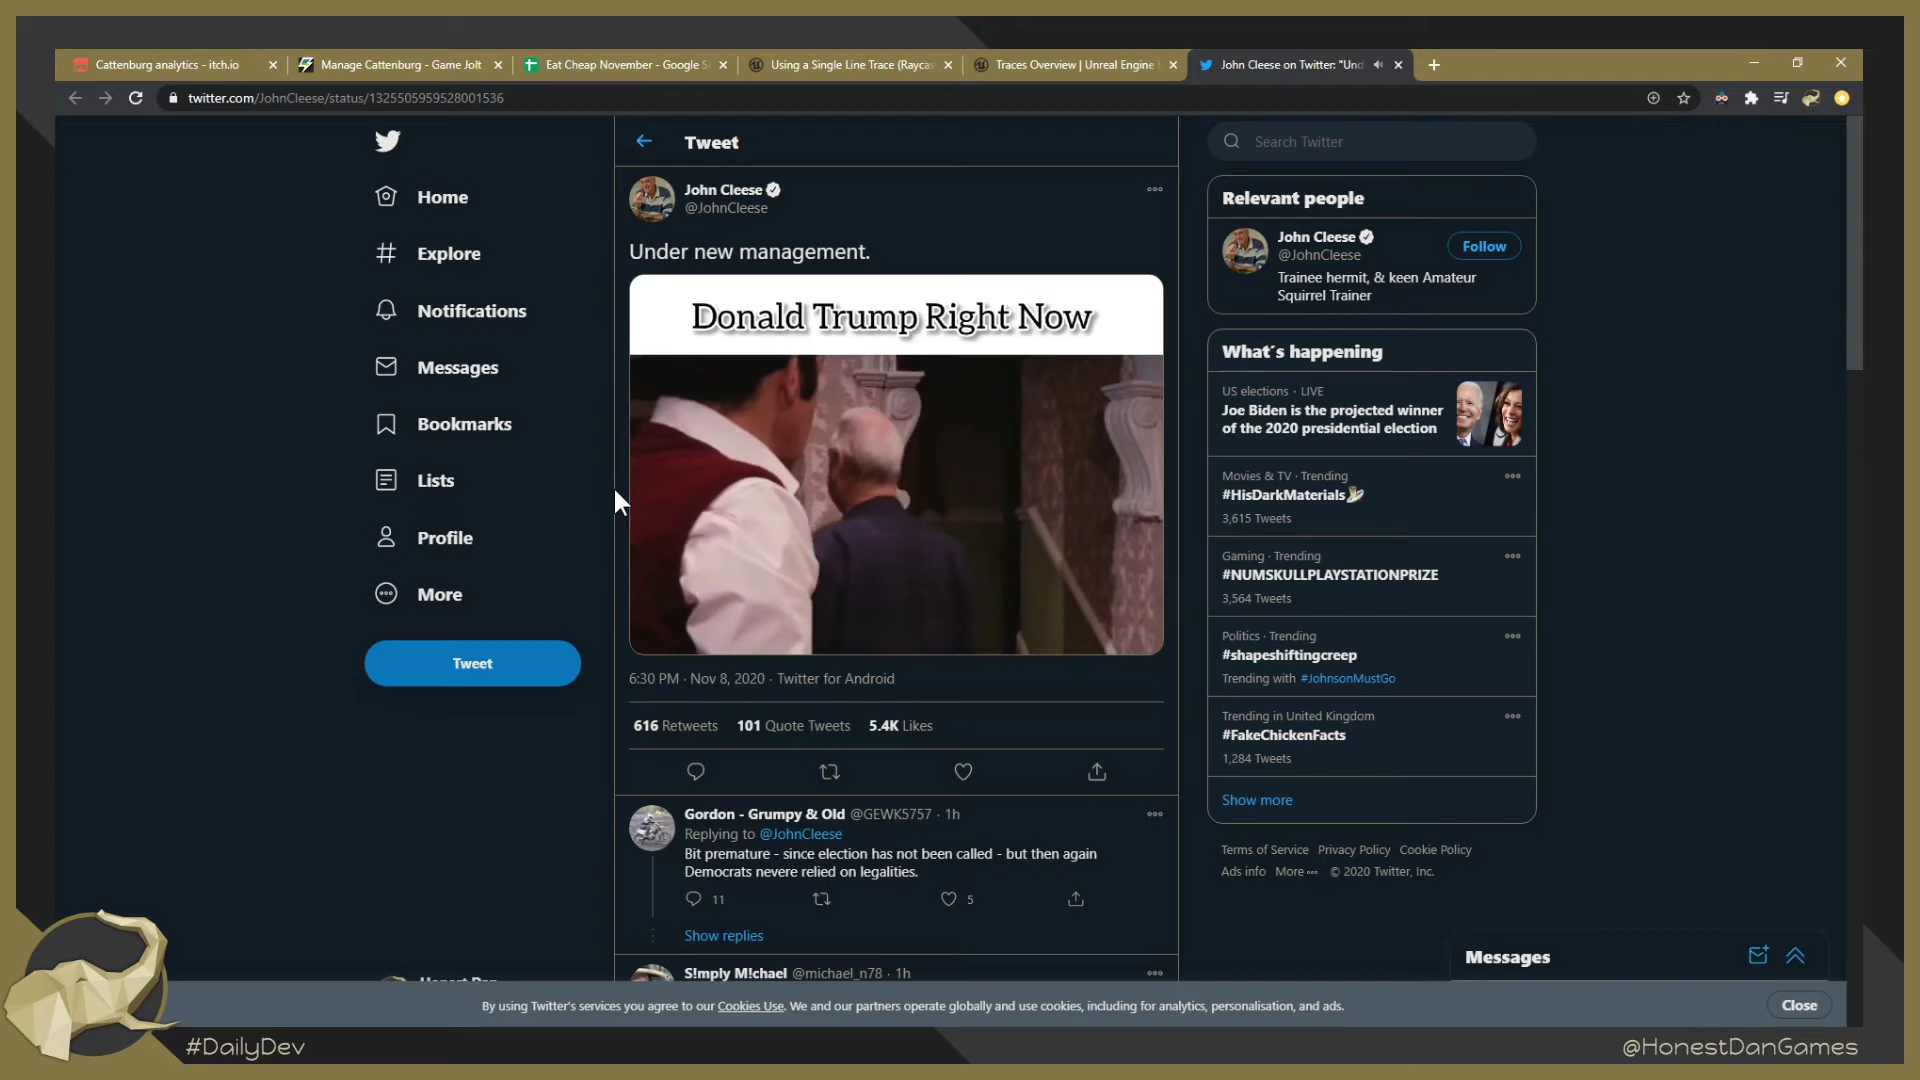 Cattenburg analytics - itch.io
Manage Cattenburg - Game Jolt
Eat Cheap November - Google S
Using a Single Line Trace (Rayca
Traces Overview | Unreal Engine
John Cleese on Twitter: "Und
twitter.com/JohnCleese/status/1325505959528001536
Home
Explore
Notifications
Messages
Bookmarks
Lists
Profile
More
Tweet
Tweet
John Cleese
@JohnCleese
Under new management.
Donald Trump Right Now
6:30 PM · Nov 8, 2020 · Twitter for Android
616 Retweets 101 Quote Tweets 5.4K Likes
Gordon - Grumpy & Old @GEWK5757 · 1h
Replying to @JohnCleese
Bit premature - since election has not been called - but then again
Democrats nevere relied on legalities.
11 5
Show replies
S!mply M!chael @michael_n78 · 1h
Search Twitter
Relevant people
John Cleese
@JohnCleese
Follow
Trainee hermit, & keen Amateur
Squirrel Trainer
What's happening
US elections · LIVE
Joe Biden is the projected winner
of the 2020 presidential election
Movies & TV · Trending
#HisDarkMaterials
3,615 Tweets
Gaming · Trending
#NUMSKULLPLAYSTATIONPRIZE
3,564 Tweets
Politics · Trending
#shapeshiftingcreep
Trending with #JohnsonMustGo
Trending in United Kingdom
#FakeChickenFacts
1,284 Tweets
Show more
Terms of Service Privacy Policy Cookie Policy
Ads info More © 2020 Twitter, Inc.
Messages
By using Twitter's services you agree to our Cookies Use. We and our partners operate globally and use cookies, including for analytics, personalisation, and ads.
Close
#DailyDev
@HonestDanGames